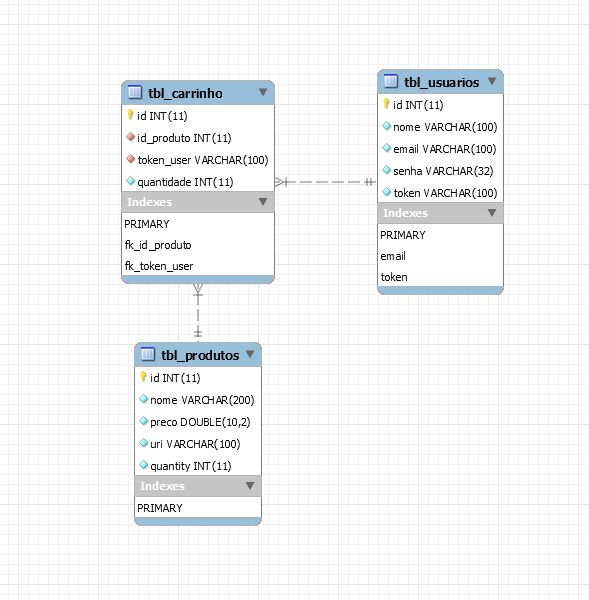 tbl_carrinho
id INT(11)
id_produto INT(11)
token_user VARCHAR(100)
quantidade INT(11)
Indexes
PRIMARY
fk_id_produto
fk_token_user
tbl_usuarios
id INT(11)
nome VARCHAR(100)
email VARCHAR(100)
senha VARCHAR(32)
token VARCHAR(100)
Indexes
PRIMARY
email
token
tbl_produtos
id INT(11)
nome VARCHAR(200)
preco DOUBLE(10,2)
uri VARCHAR(100)
quantity INT(11)
Indexes
PRIMARY